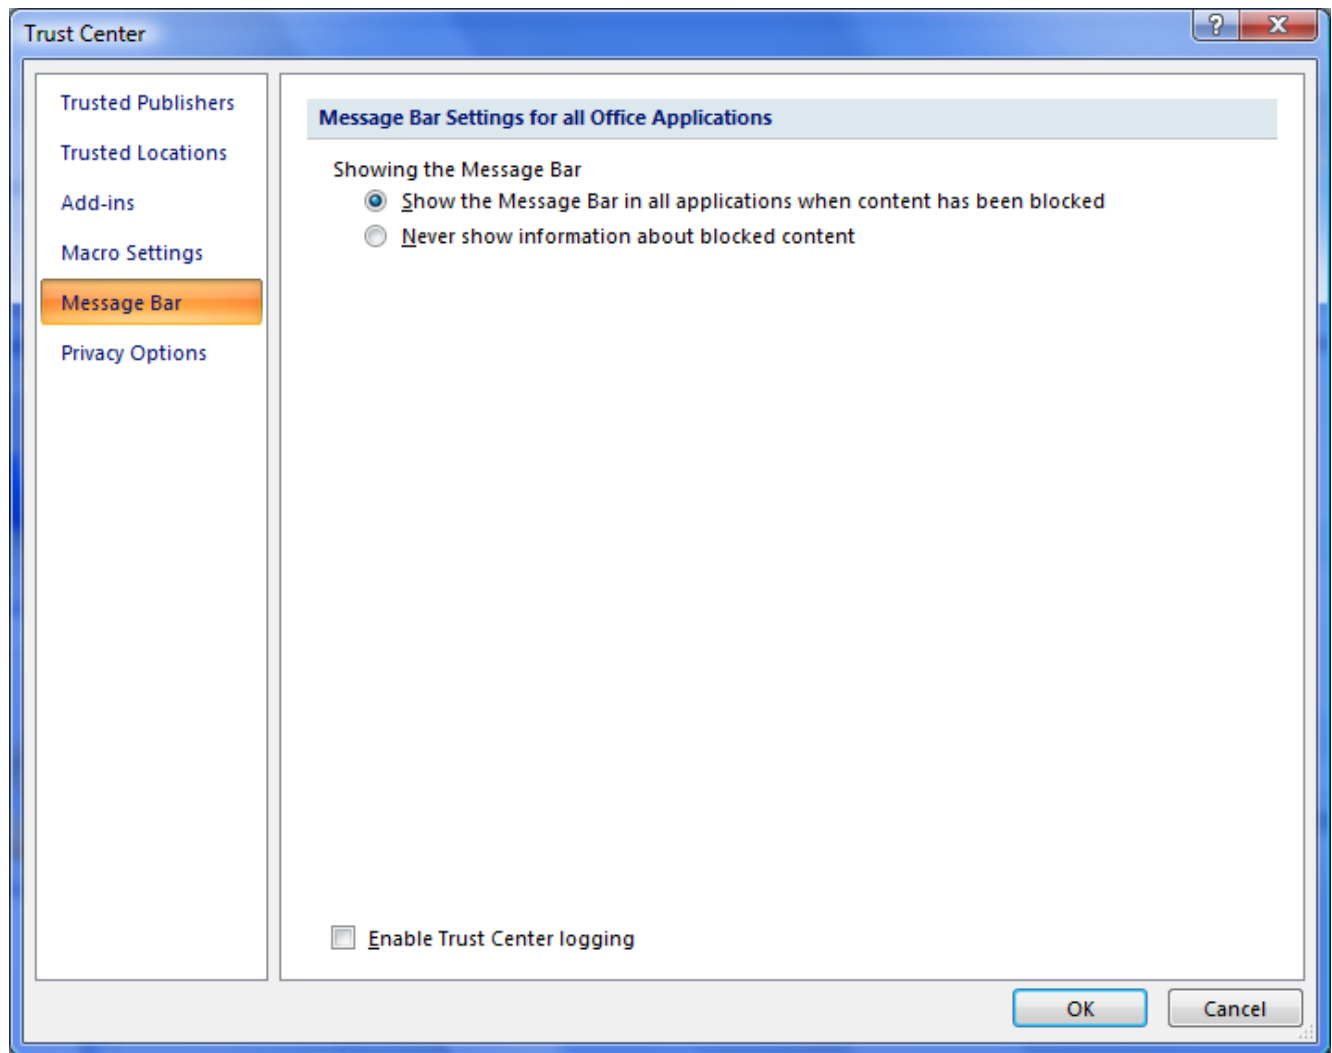 Trust Center
?
X
Trusted Publishers
Trusted Locations
Add-ins
Macro Settings
Message Bar
Privacy Options
Message Bar Settings for all Office Applications
Showing the Message Bar
Show the Message Bar in all applications when content has been blocked
Never show information about blocked content
Enable Trust Center logging
OK
Cancel